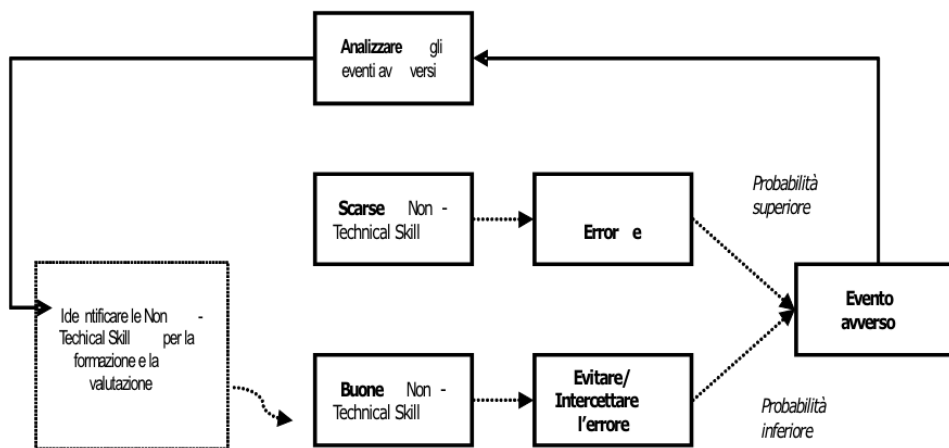 Analizzare gli
eventi av versi
Scarse Non -
Technical Skill
Error e
Probabilità
superiore
Evento
avverso
Ide ntificare le Non -
Techical Skill per la
formazione e la
valutazione
Buone Non -
Technical Skill
Evitare/
Intercettare
l'errore
Probabilità
inferiore